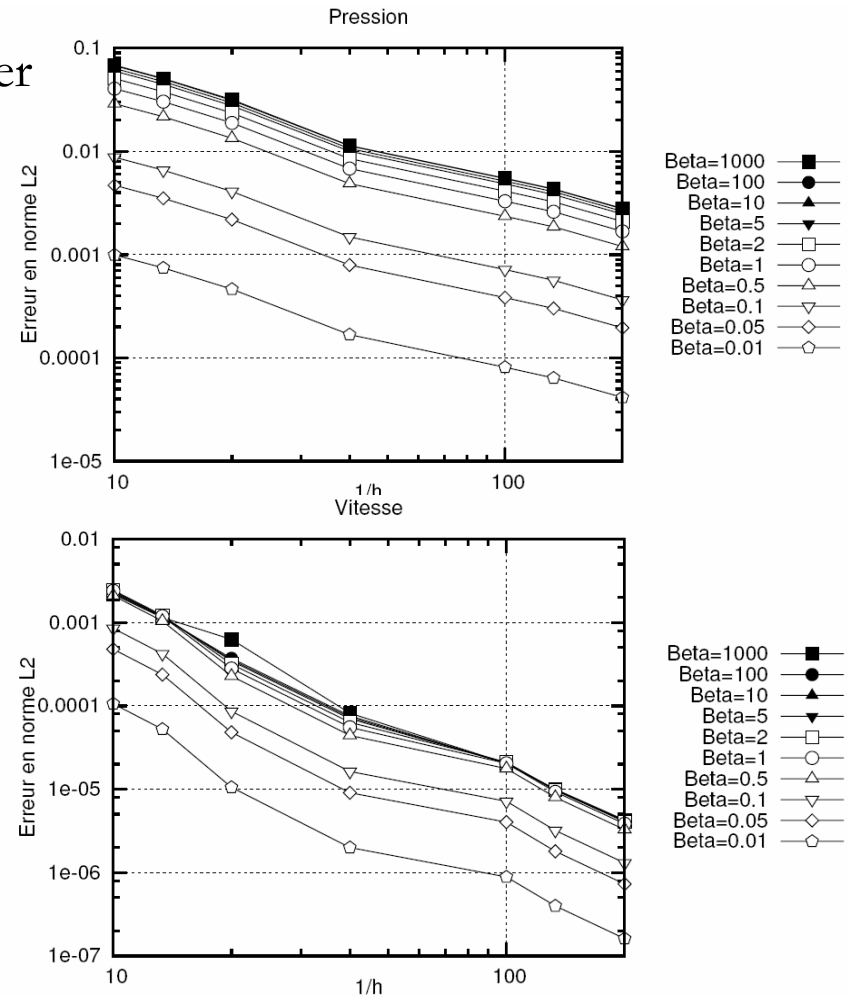 er
Pression
0.1
0.01
0.001
0.0001
1e-05
Erreur en norme L2
10
100
1/h
Beta=1000
Beta=100
Beta=10
Beta=5
Beta=2
Beta=1
Beta=0.5
Beta=0.1
Beta=0.05
Beta=0.01
Vitesse
0.01
0.001
0.0001
1e-05
1e-06
1e-07
Erreur en norme L2
10
100
1/h
Beta=1000
Beta=100
Beta=10
Beta=5
Beta=2
Beta=1
Beta=0.5
Beta=0.1
Beta=0.05
Beta=0.01